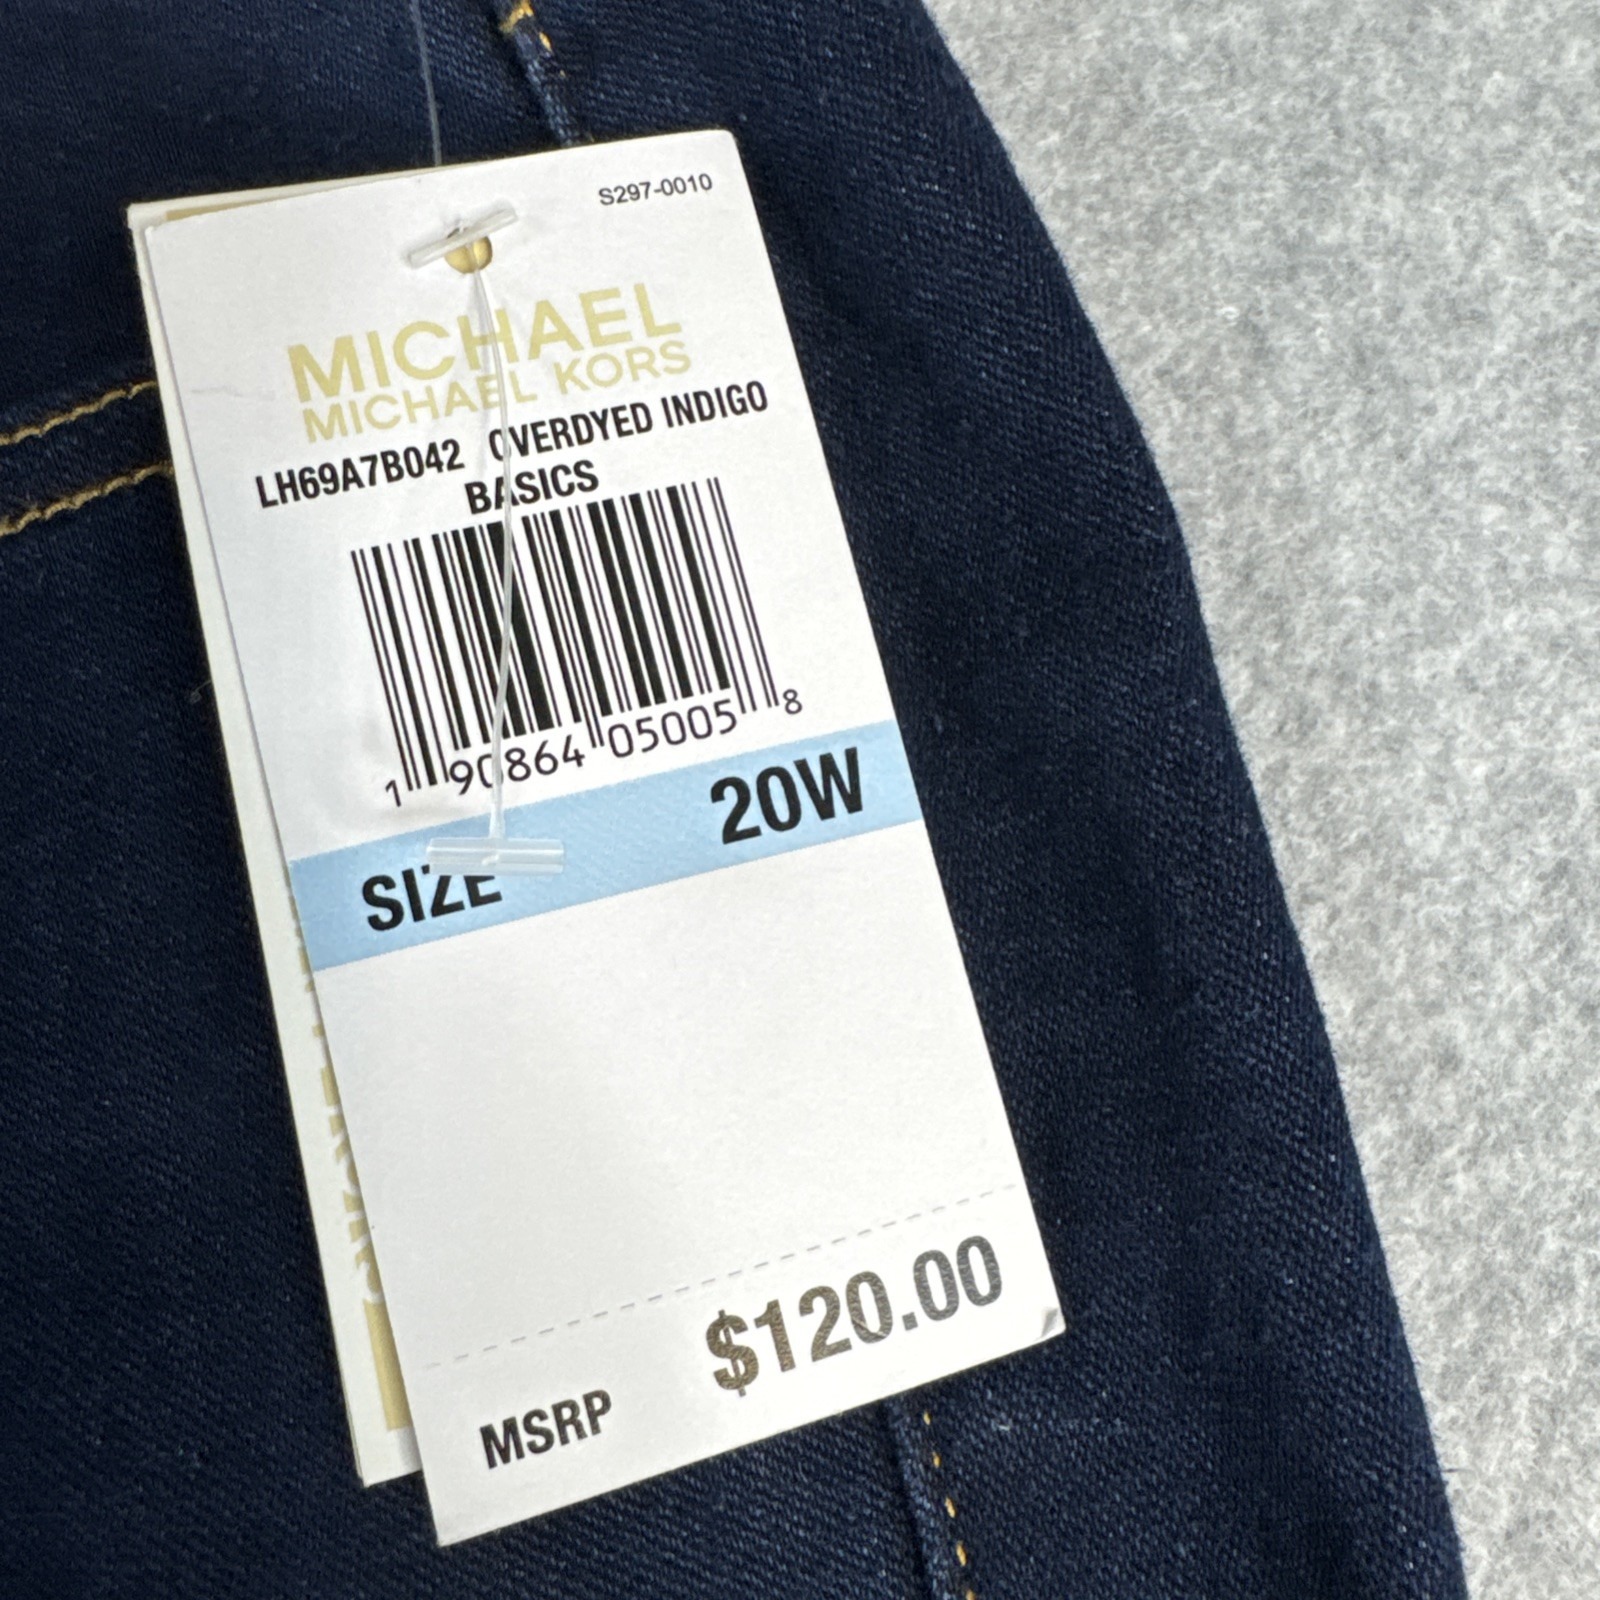 S297-0010
MICHAEL
MICHAEL KORS
LH69A7B042 OVERDYED INDIGO
BASICS
1 90864 05005 8
SIZE 20W
MSRP $120.00